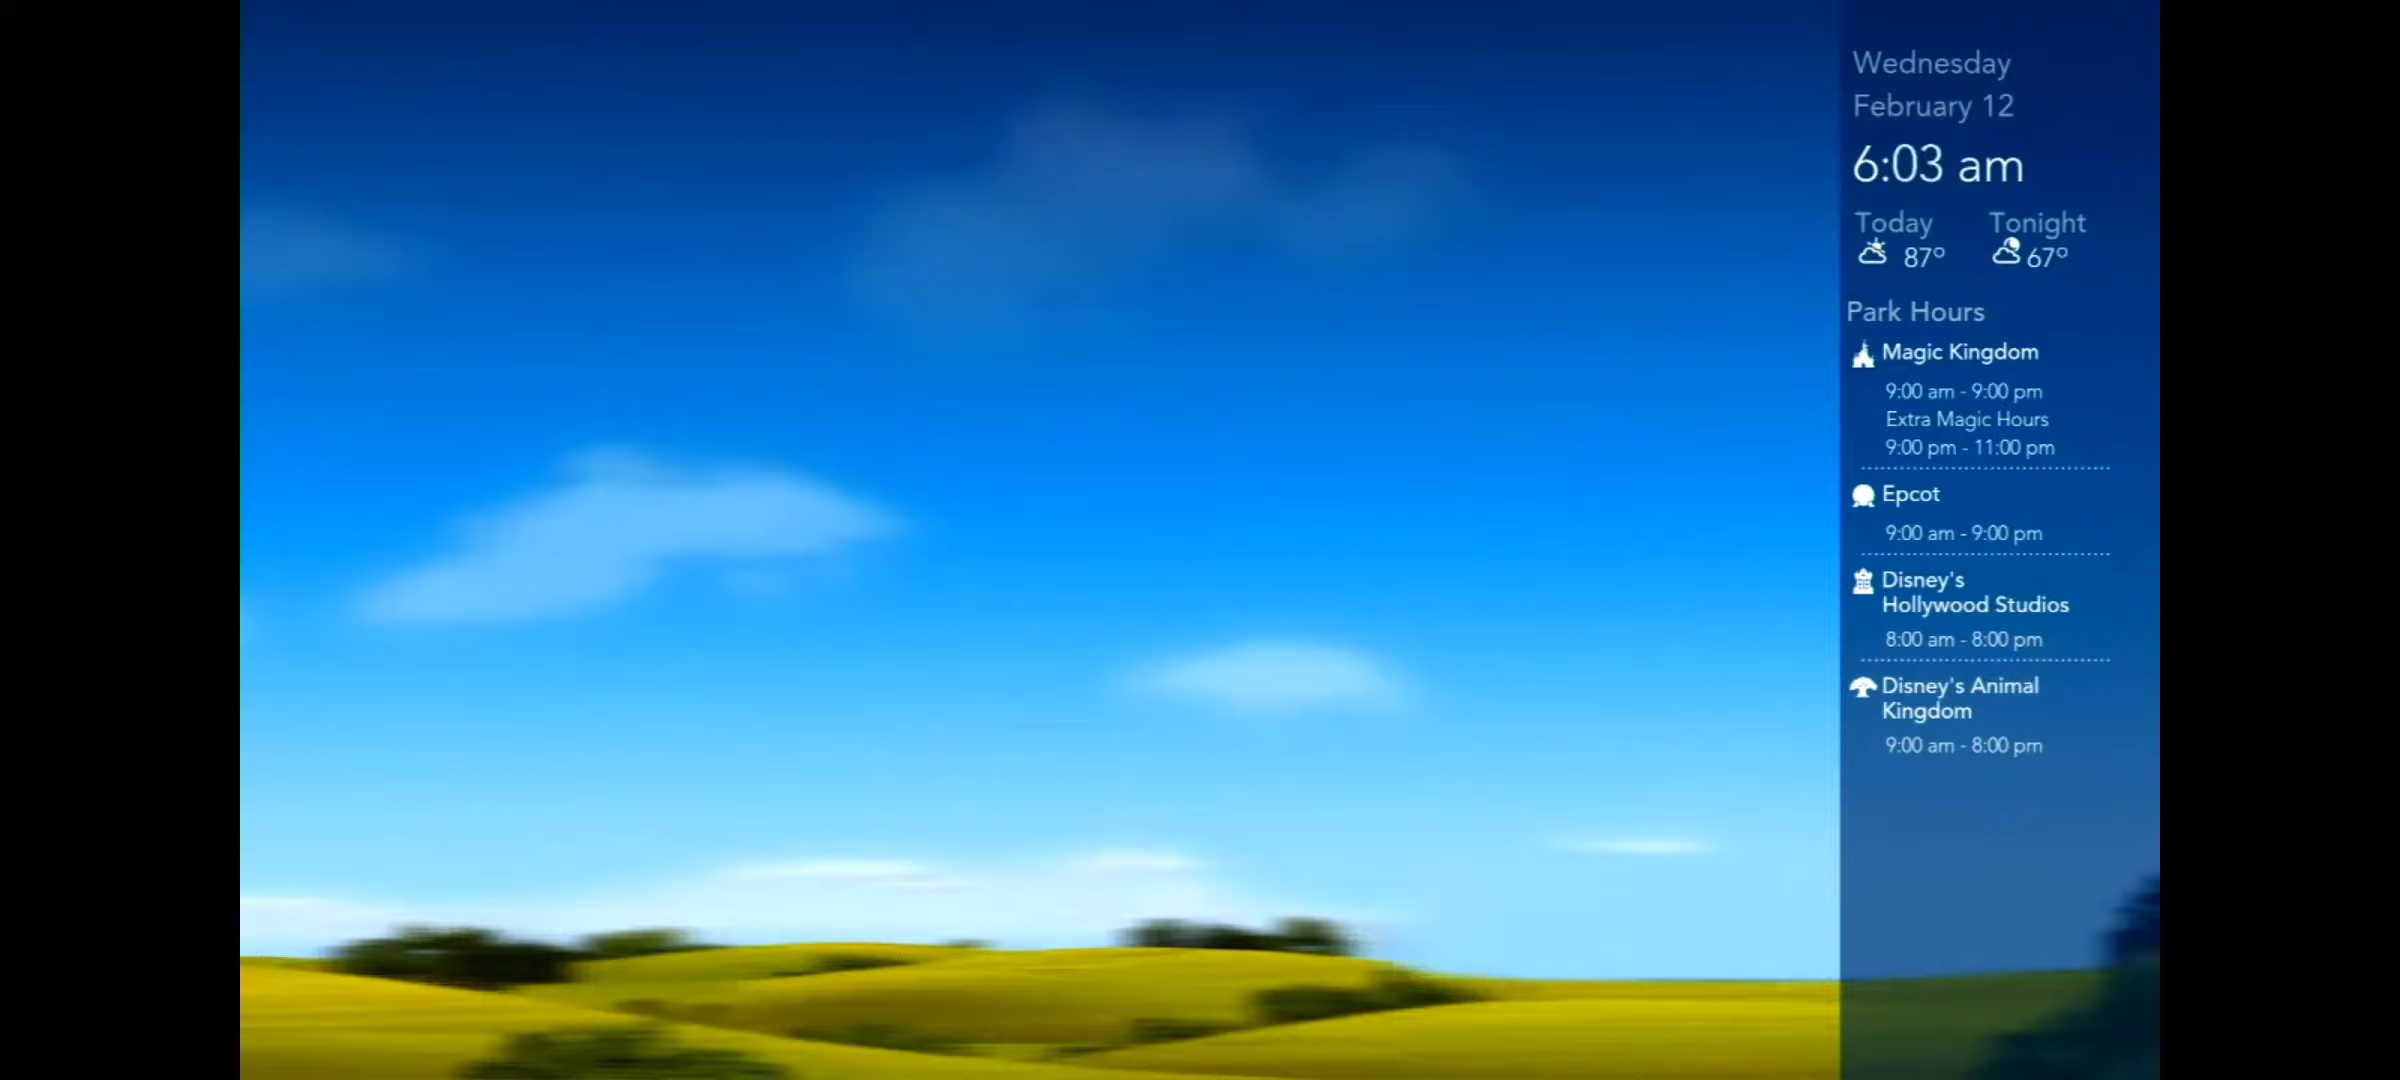 Wednesday
February 12
6:03 am
Today Tonight
87° 67°
Park Hours
Magic Kingdom
9:00 am - 9:00 pm
Extra Magic Hours
9:00 pm - 11:00 pm
Epcot
9:00 am - 9:00 pm
Disney's
Hollywood Studios
8:00 am - 8:00 pm
Disney's Animal
Kingdom
9:00 am - 8:00 pm